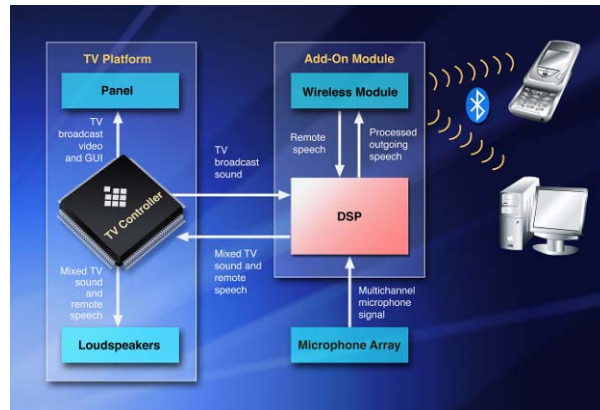 TV Platform
Panel
TV
broadcast
video
and GUI
TV Controller
Mixed TV
sound
and
remote
speech
Loudspeakers
TV
broadcast
sound
Mixed TV
sound and
remote
speech
Add-On Module
Wireless Module
Remote
speech
Processed
outgoing
speech
DSP
Multichannel
microphone
signal
Microphone Array